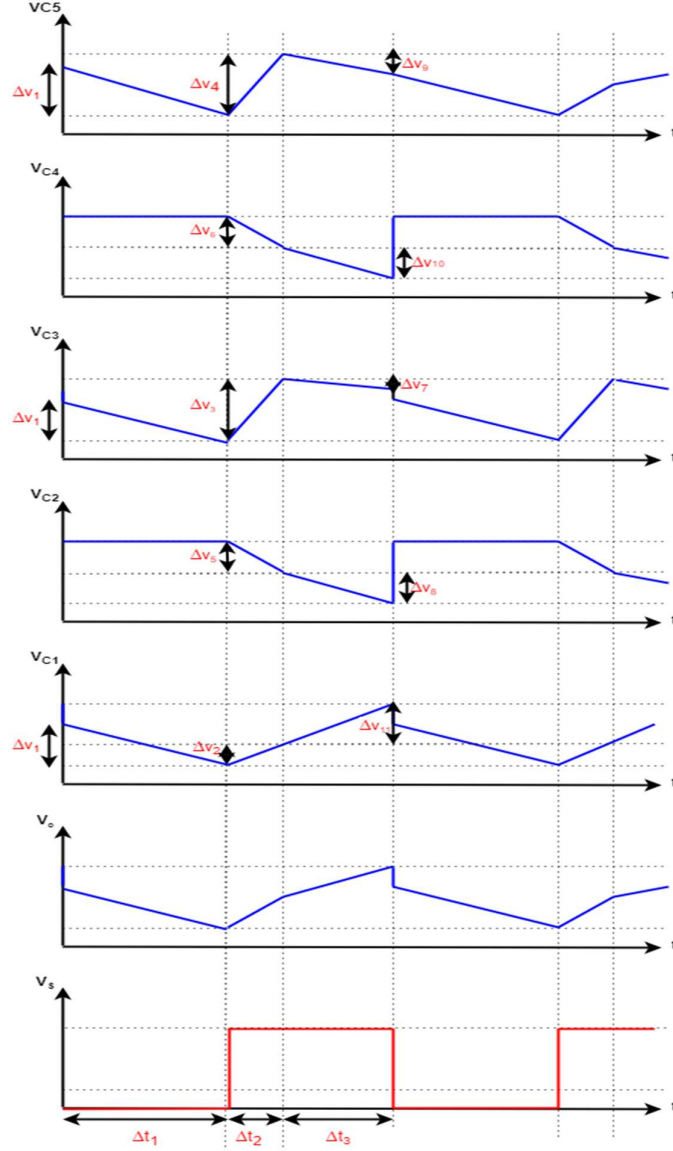 VC5
Δv₁
Δv₄
Δv₉
t
VC4
Δv₆
Δv₁₀
t
VC3
Δv₁
Δv₃
Δv₇
t
VC2
Δv₅
Δv₈
t
VC1
Δv₁
Δv₂
Δv₁₁
t
Vₒ
t
Vₛ
t
Δt₁ Δt₂ Δt₃